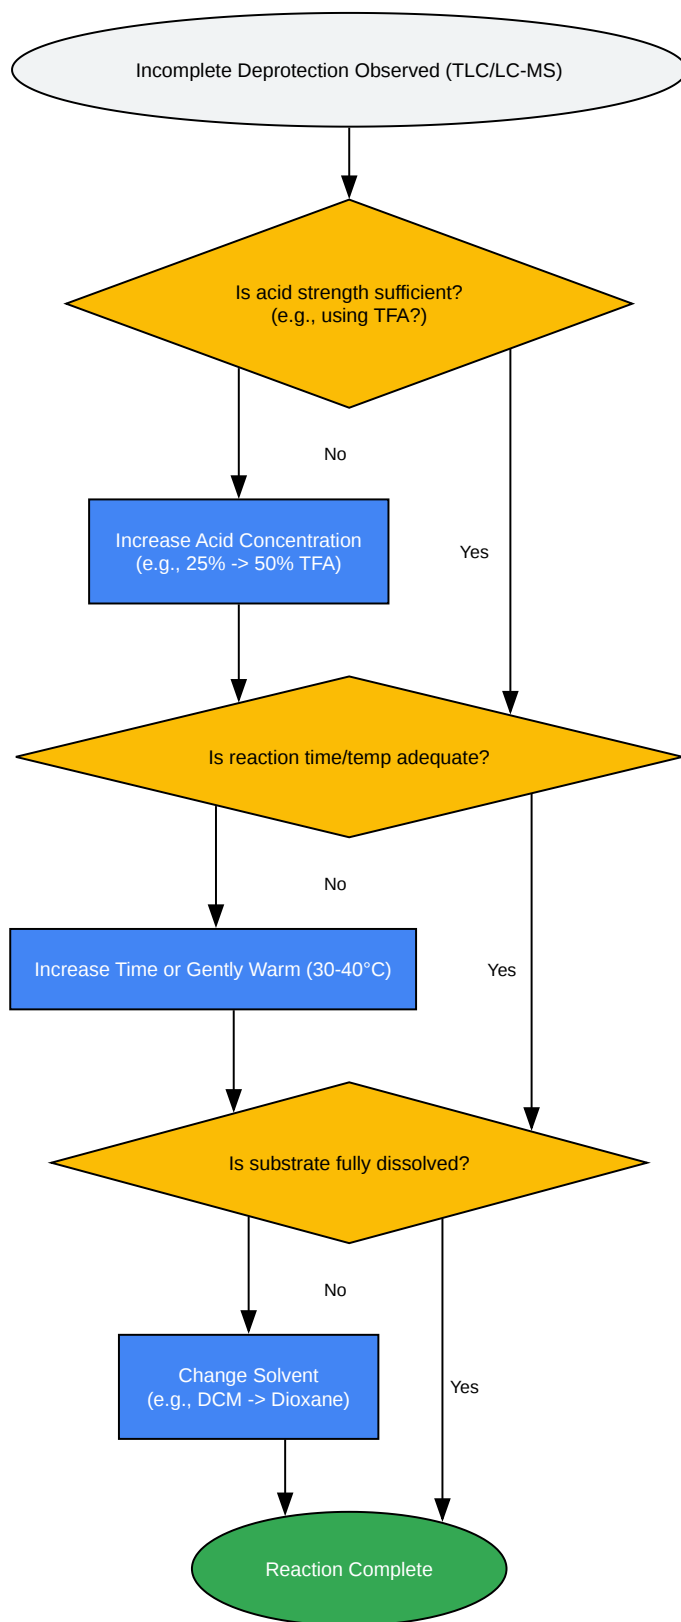 Incomplete Deprotection Observed (TLC/LC-MS)
Is acid strength sufficient?
(e.g., using TFA?)
No
Increase Acid Concentration
(e.g., 25% -> 50% TFA)
Yes
Is reaction time/temp adequate?
No
Increase Time or Gently Warm (30-40°C)
Yes
Is substrate fully dissolved?
No
Change Solvent
(e.g., DCM -> Dioxane)
Yes
Reaction Complete